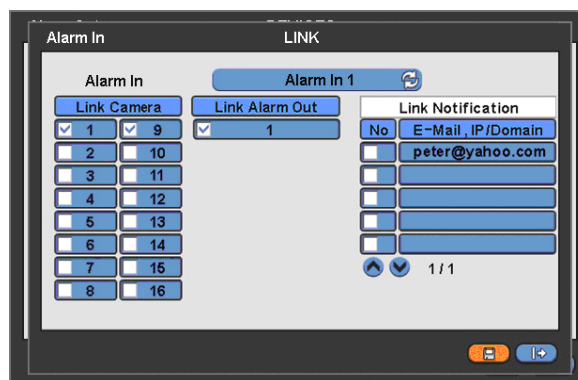 Alarm In LINK
Alarm In Alarm In 1
Link Camera Link Alarm Out Link Notification
1 9 1 No E-Mail , IP/Domain
2 10 peter@yahoo.com
3 11
4 12
5 13
6 14
7 15 1/1
8 16